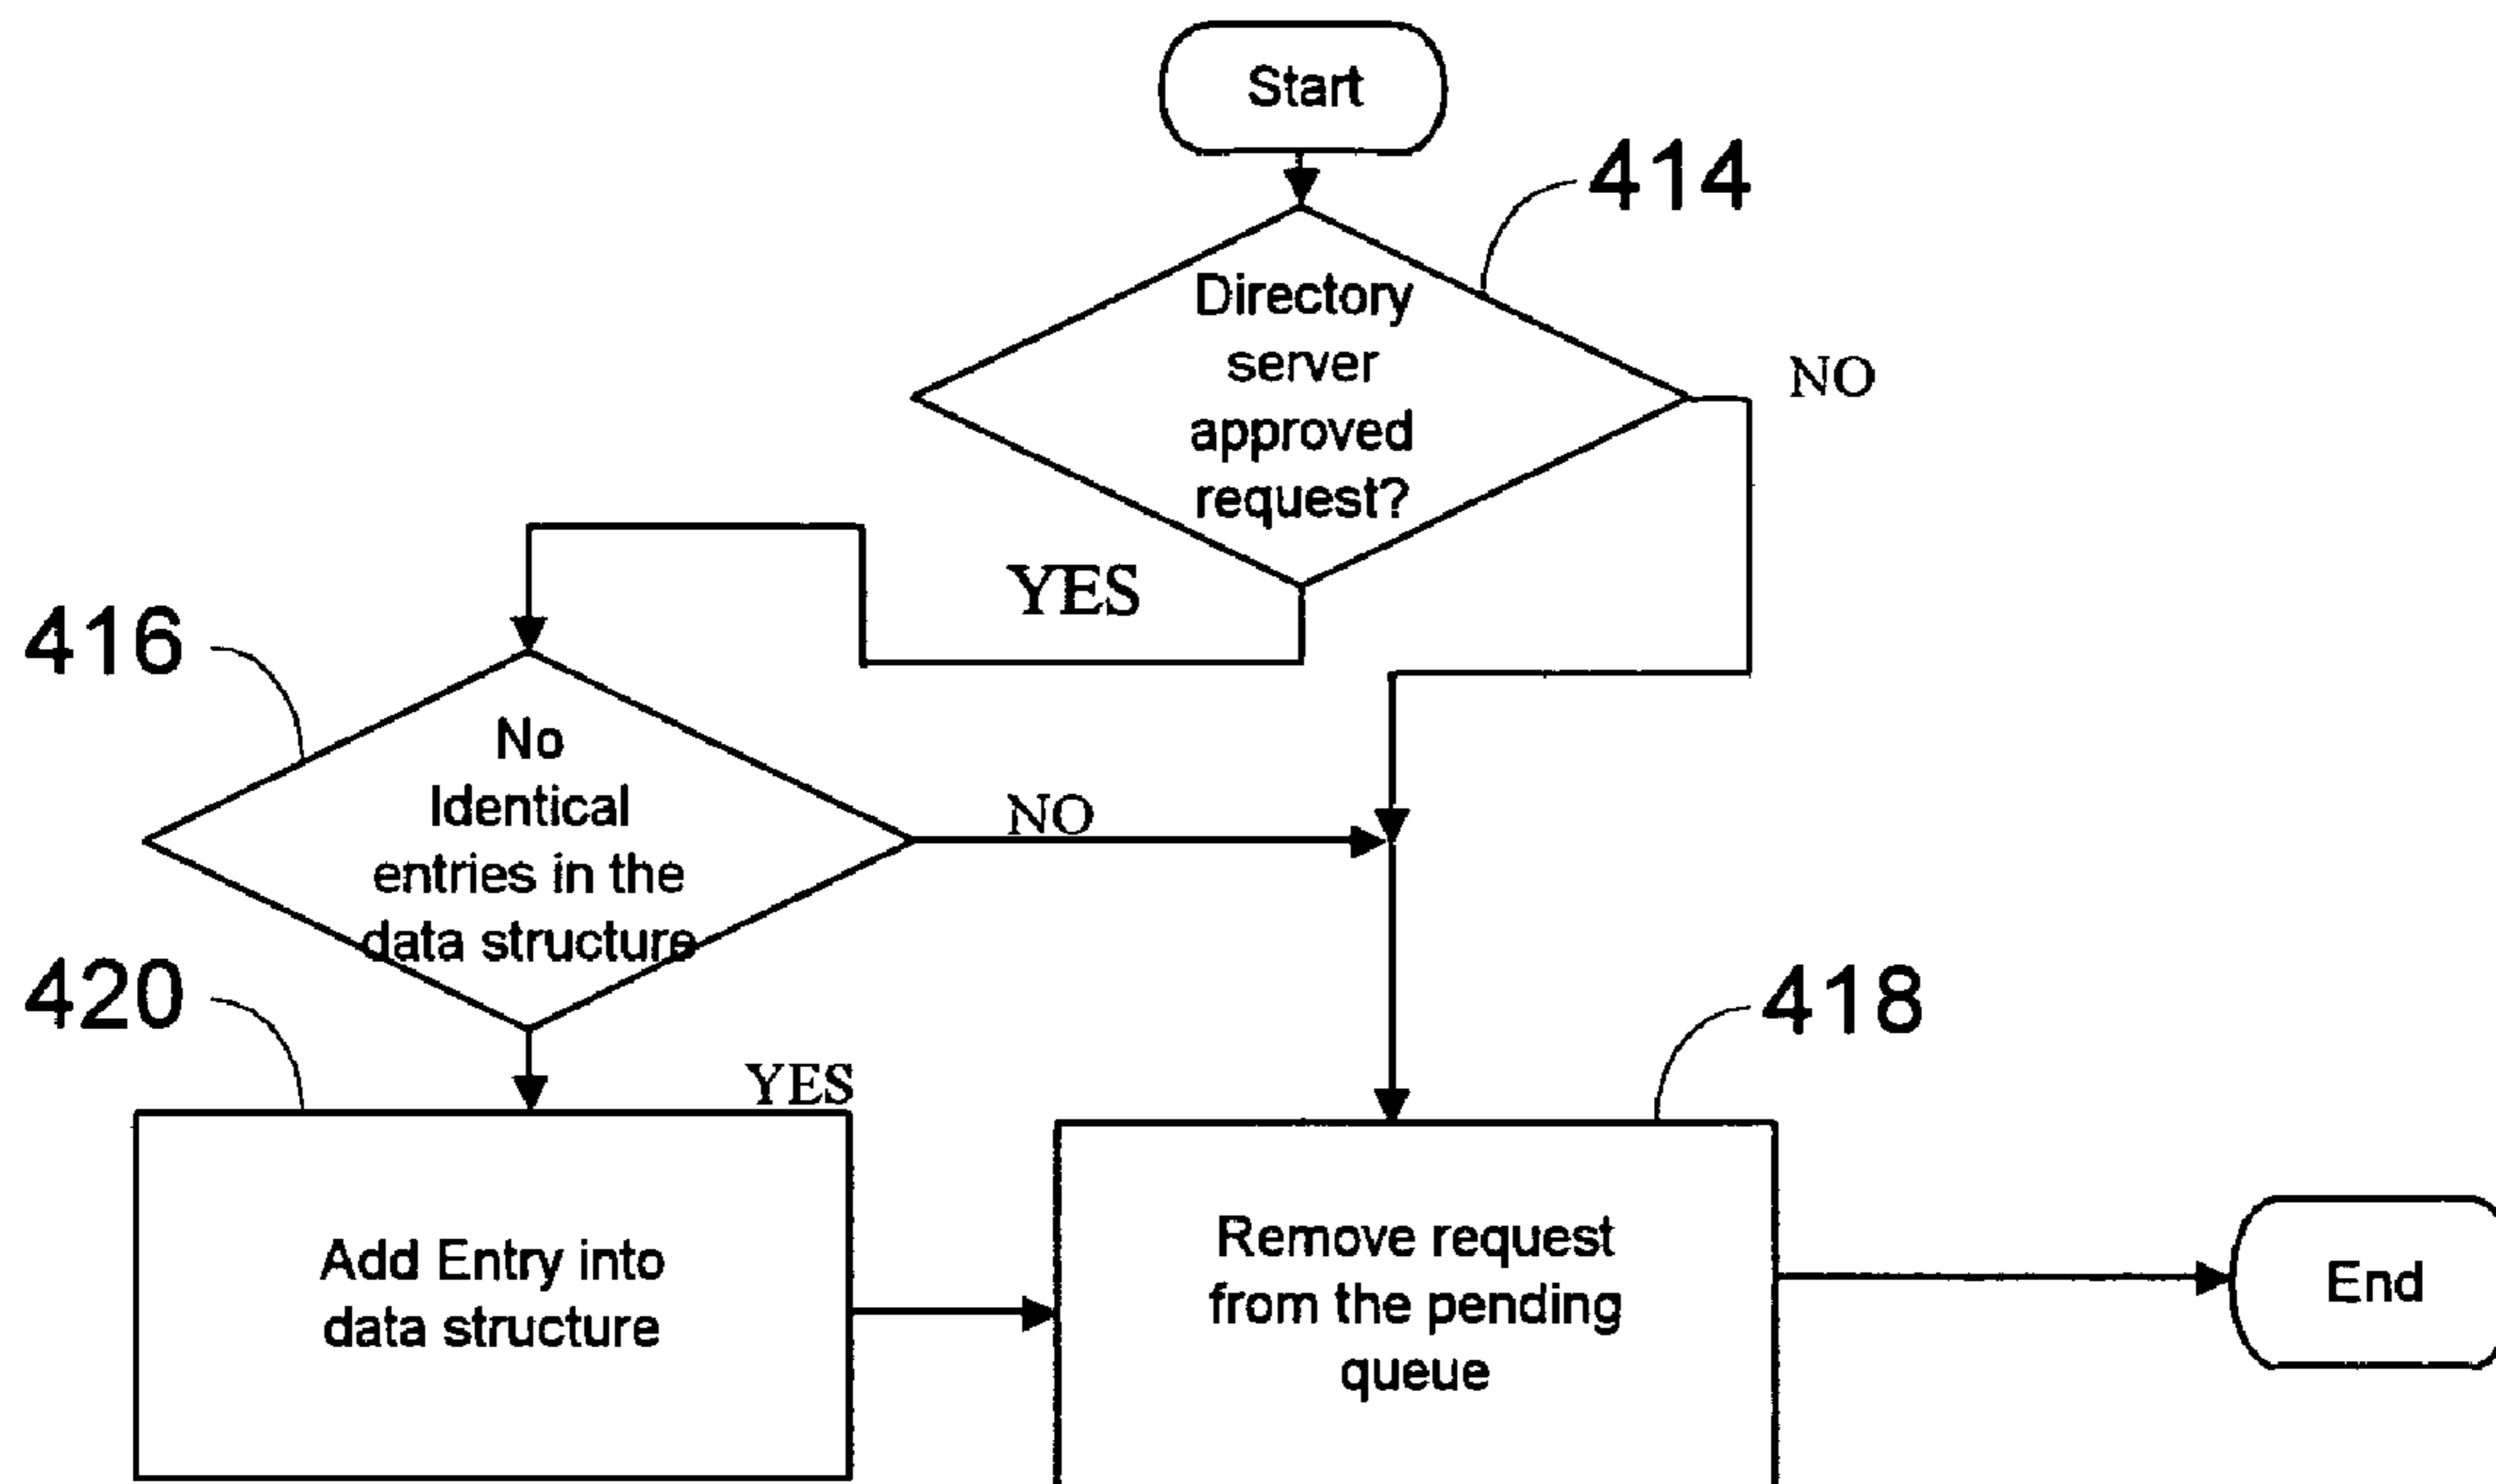 Start
414
Directory
server
approved
request?
NO
YES
416
No
Identical
entries in the
data structure
NO
420
YES
418
Add Entry into
data structure
Remove request
from the pending
queue
End